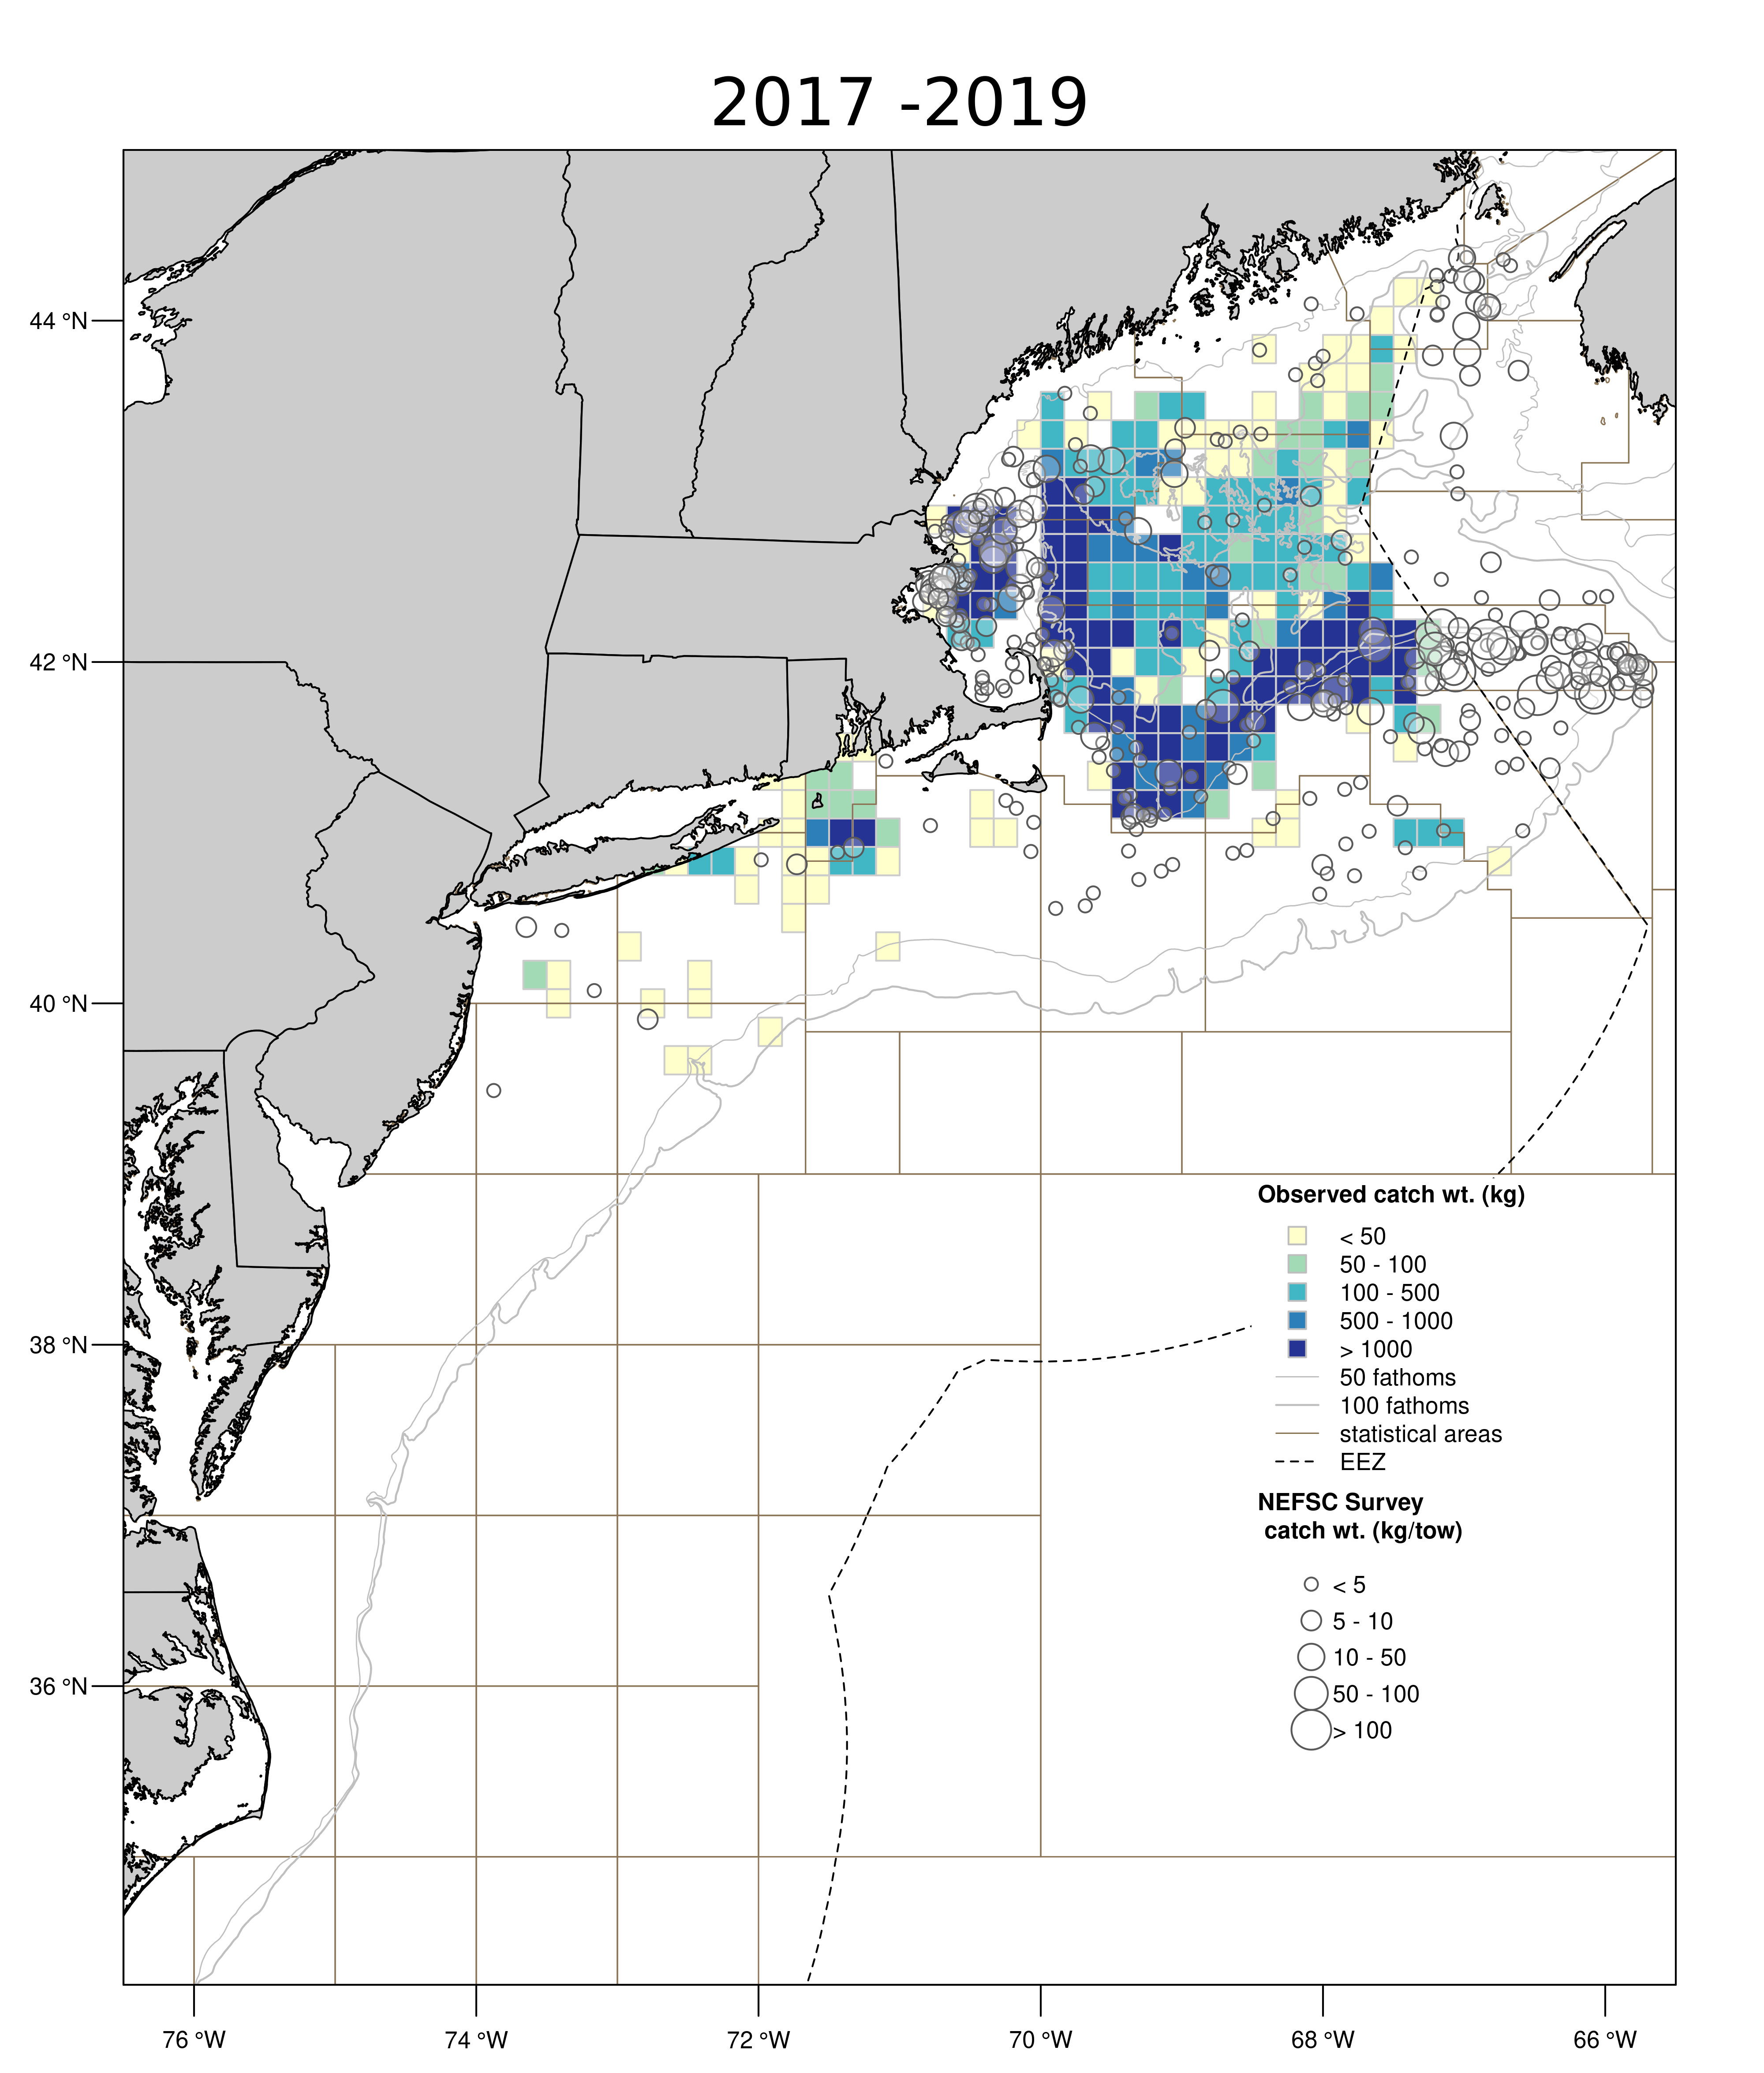 2017 -2019
44 °N
42 °N
40 °N
38 °N
36 °N
Observed catch wt. (kg)
< 50
50 - 100
100 - 500
500 - 1000
> 1000
50 fathoms
100 fathoms
statistical areas
EEZ
NEFSC Survey
catch wt. (kg/tow)
< 5
5 - 10
10 - 50
50 - 100
> 100
76 °W
74 °W
72 °W
70 °W
68 °W
66 °W